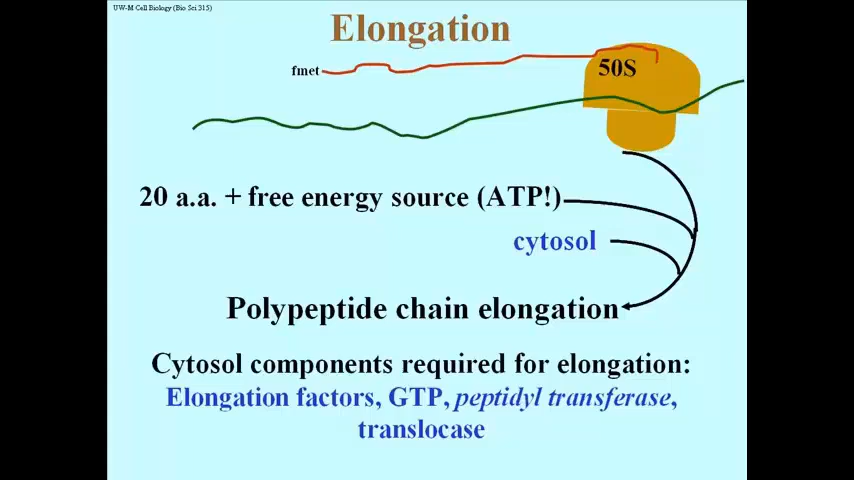 UW-M Cell Biology (Bio Sci 315)
Elongation
fmet
50S
20 a.a. + free energy source (ATP!)
cytosol
Polypeptide chain elongation
Cytosol components required for elongation:
Elongation factors, GTP, peptidyl transferase,
translocase